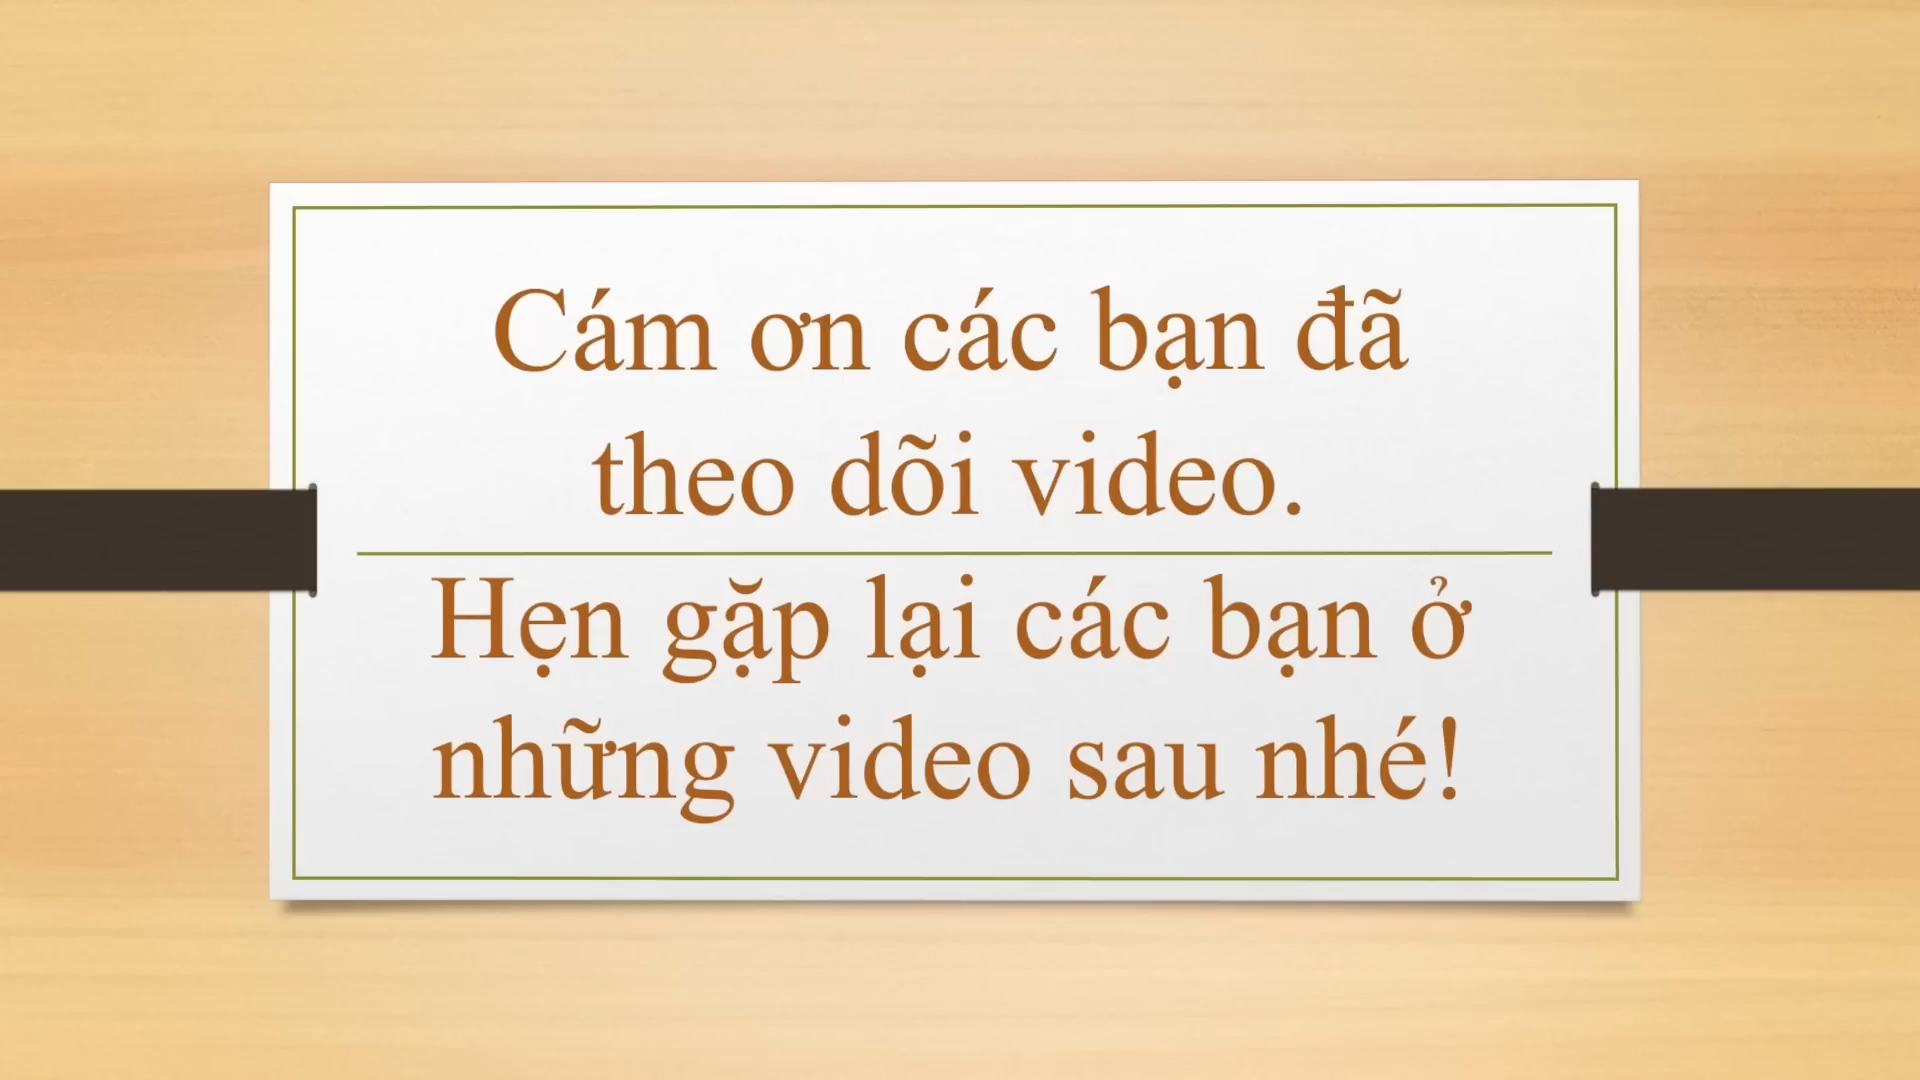 Cám ơn các bạn đã
theo dõi video.
Hẹn gặp lại các bạn ở
những video sau nhé!